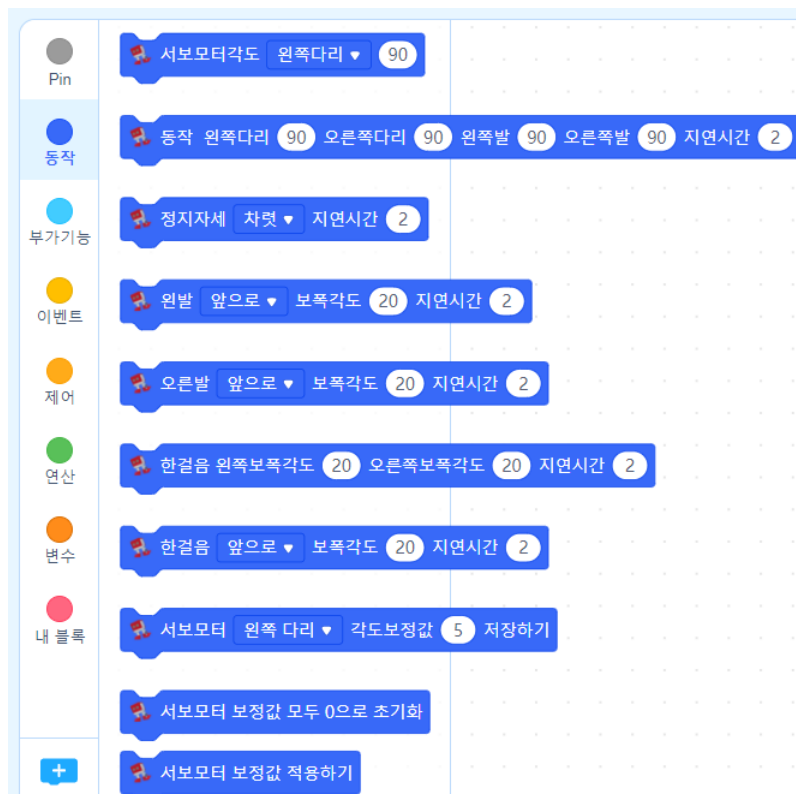 Pin
동작
부가기능
이벤트
제어
연산
변수
내 블록
서보모터각도 왼쪽다리 90
동작 왼쪽다리 90 오른쪽다리 90 왼쪽발 90 오른쪽발 90 지연시간 2
정지자세 차렷 지연시간 2
왼발 앞으로 보폭각도 20 지연시간 2
오른발 앞으로 보폭각도 20 지연시간 2
한걸음 왼쪽보폭각도 20 오른쪽보폭각도 20 지연시간 2
한걸음 앞으로 보폭각도 20 지연시간 2
서보모터 왼쪽 다리 각도보정값 5 저장하기
서보모터 보정값 모두 0으로 초기화
서보모터 보정값 적용하기